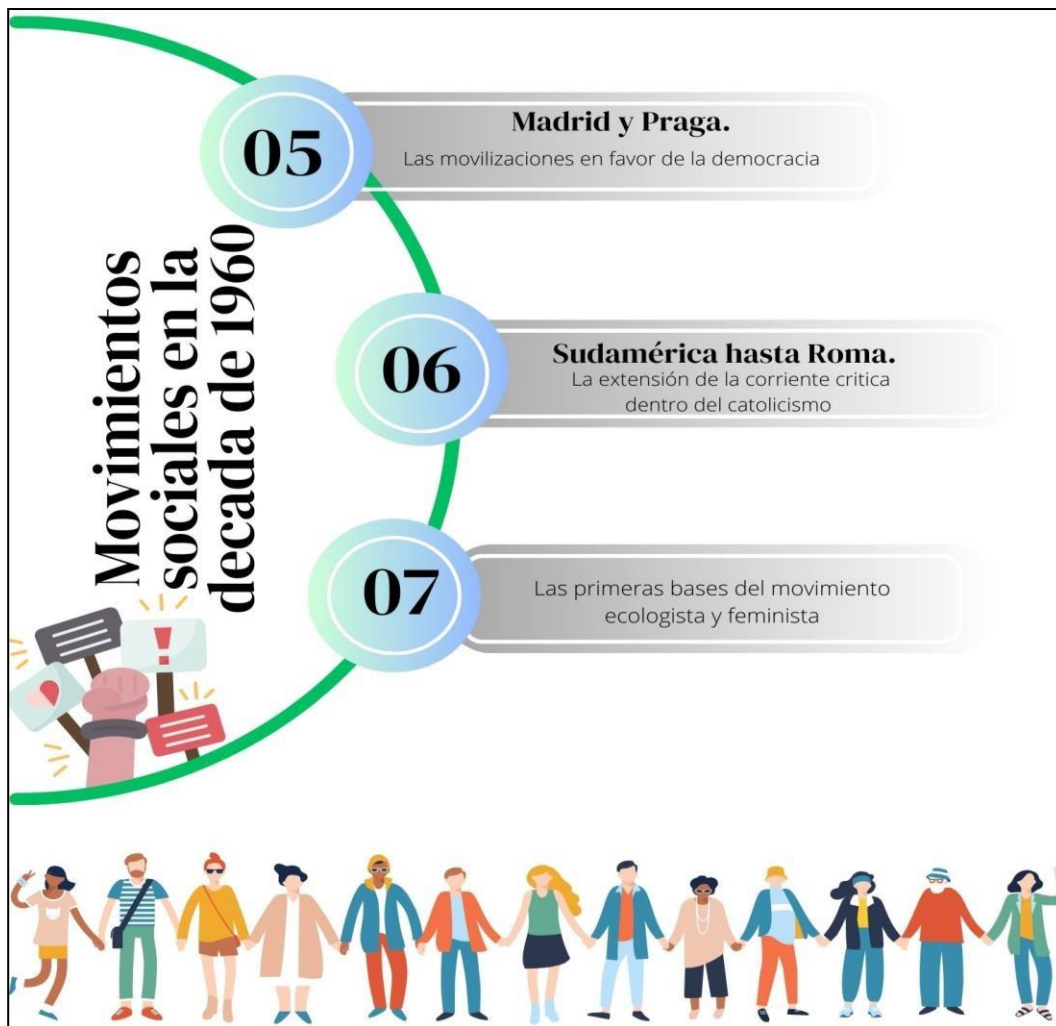 Movimientos
sociales en la
decada de 1960
05
Madrid y Praga.
Las movilizaciones en favor de la democracia
06
Sudamérica hasta Roma.
La extensión de la corriente critica
dentro del catolicismo
07
Las primeras bases del movimiento
ecologista y feminista